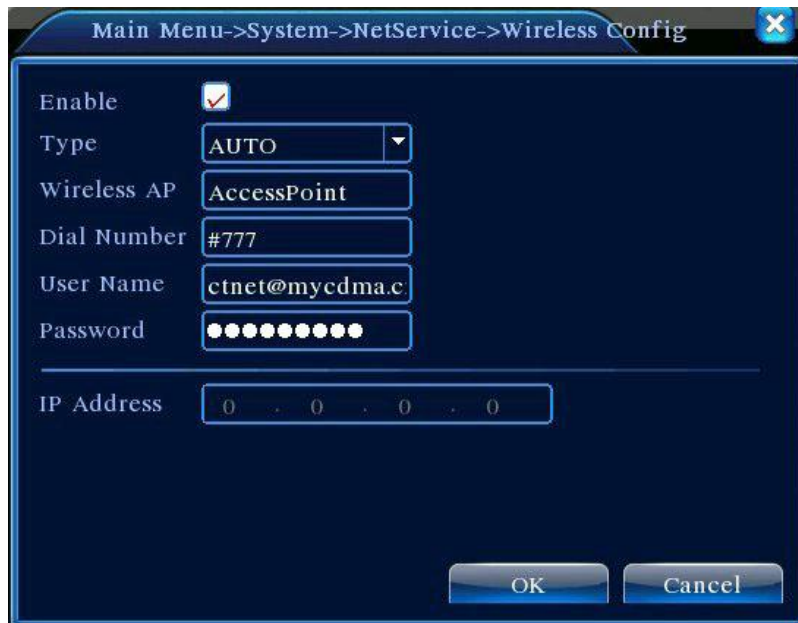 Main Menu->System->NetService->Wireless Config
Enable
Type AUTO
Wireless AP AccessPoint
Dial Number #777
User Name ctnet@mycdma.c
Password ●●●●●●●●●
IP Address 0 . 0 . 0 . 0
OK Cancel